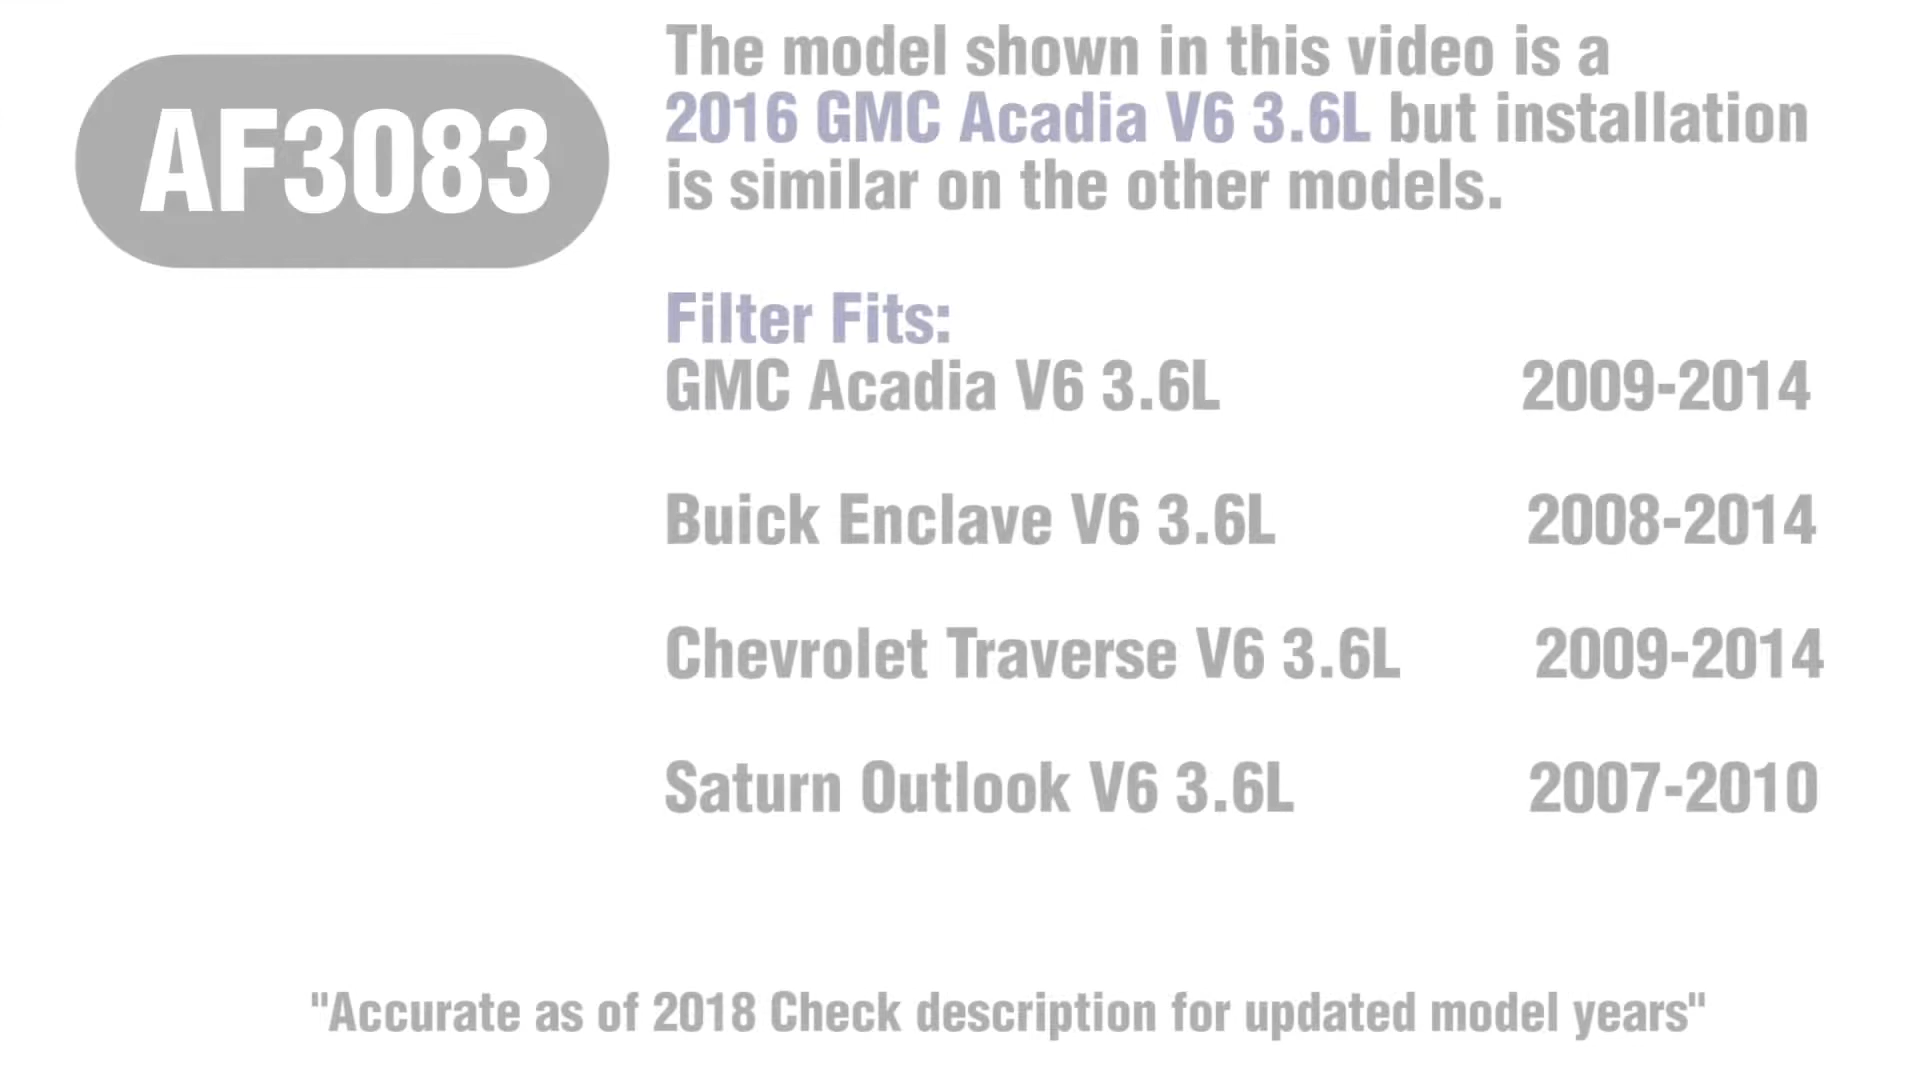 AF3083
The model shown in this video is a
2016 GMC Acadia V6 3.6L but installation
is similar on the other models.
Filter Fits:
GMC Acadia V6 3.6L 2009-2014
Buick Enclave V6 3.6L 2008-2014
Chevrolet Traverse V6 3.6L 2009-2014
Saturn Outlook V6 3.6L 2007-2010
"Accurate as of 2018 Check description for updated model years"